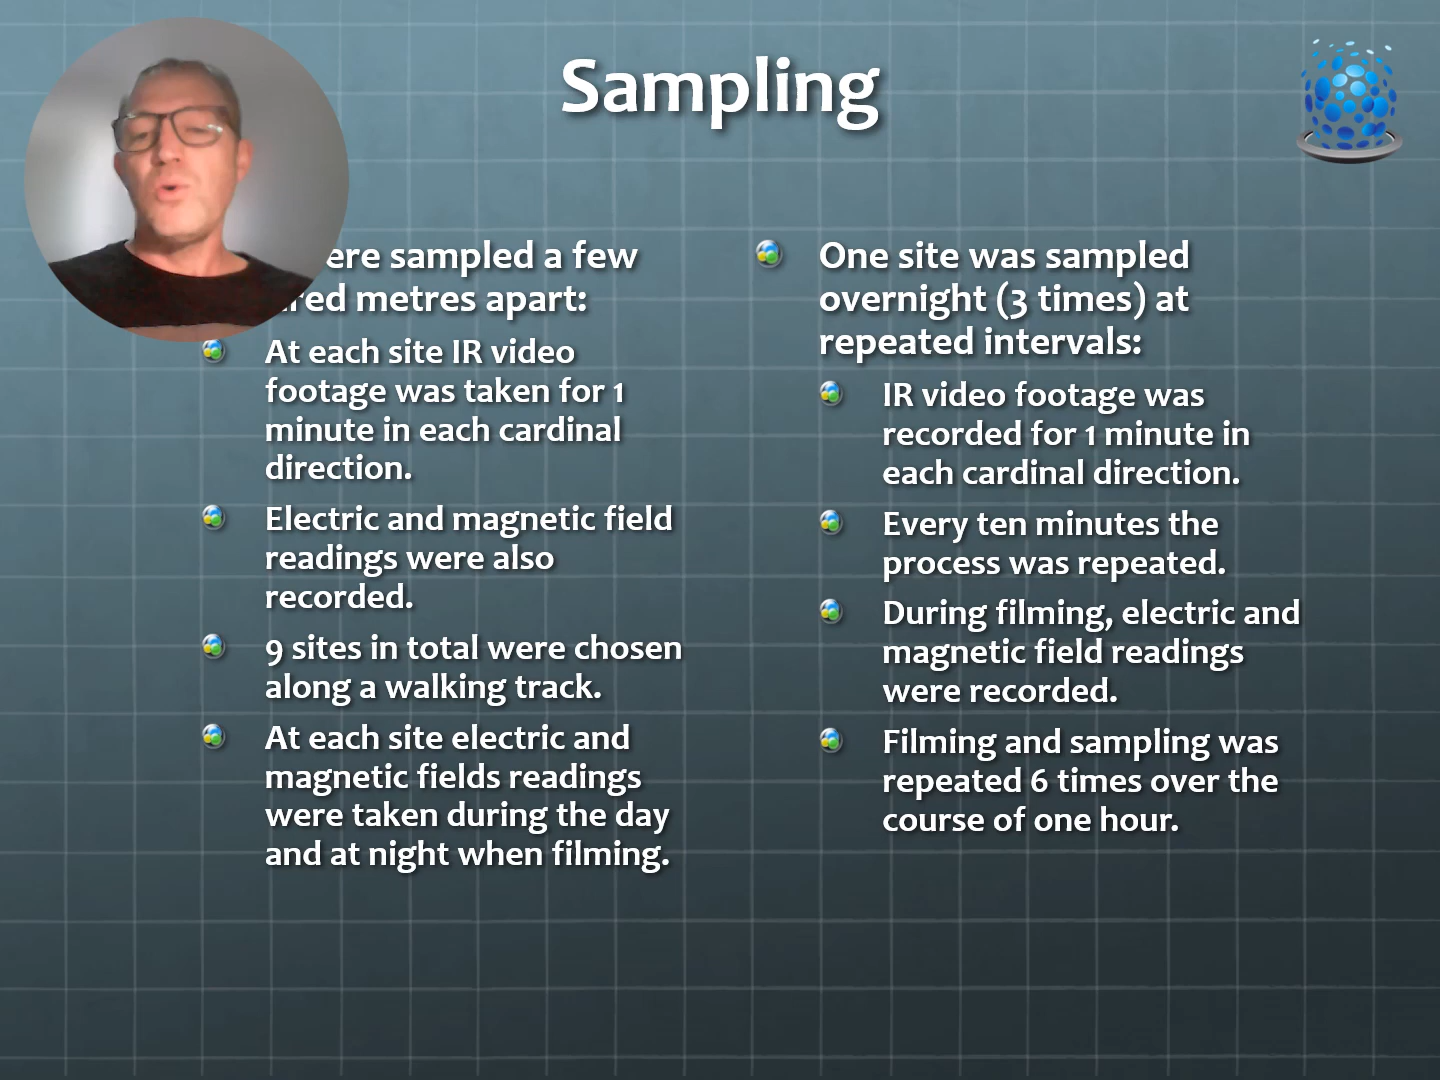 Sampling
sampled a few
metres apart:
At each site IR video
footage was taken for 1
minute in each cardinal
direction.
Electric and magnetic field
readings were also
recorded.
9 sites in total were chosen
along a walking track.
At each site electric and
magnetic fields readings
were taken during the day
and at night when filming.
One site was sampled
overnight (3 times) at
repeated intervals:
IR video footage was
recorded for 1 minute in
each cardinal direction.
Every ten minutes the
process was repeated.
During filming, electric and
magnetic field readings
were recorded.
Filming and sampling was
repeated 6 times over the
course of one hour.